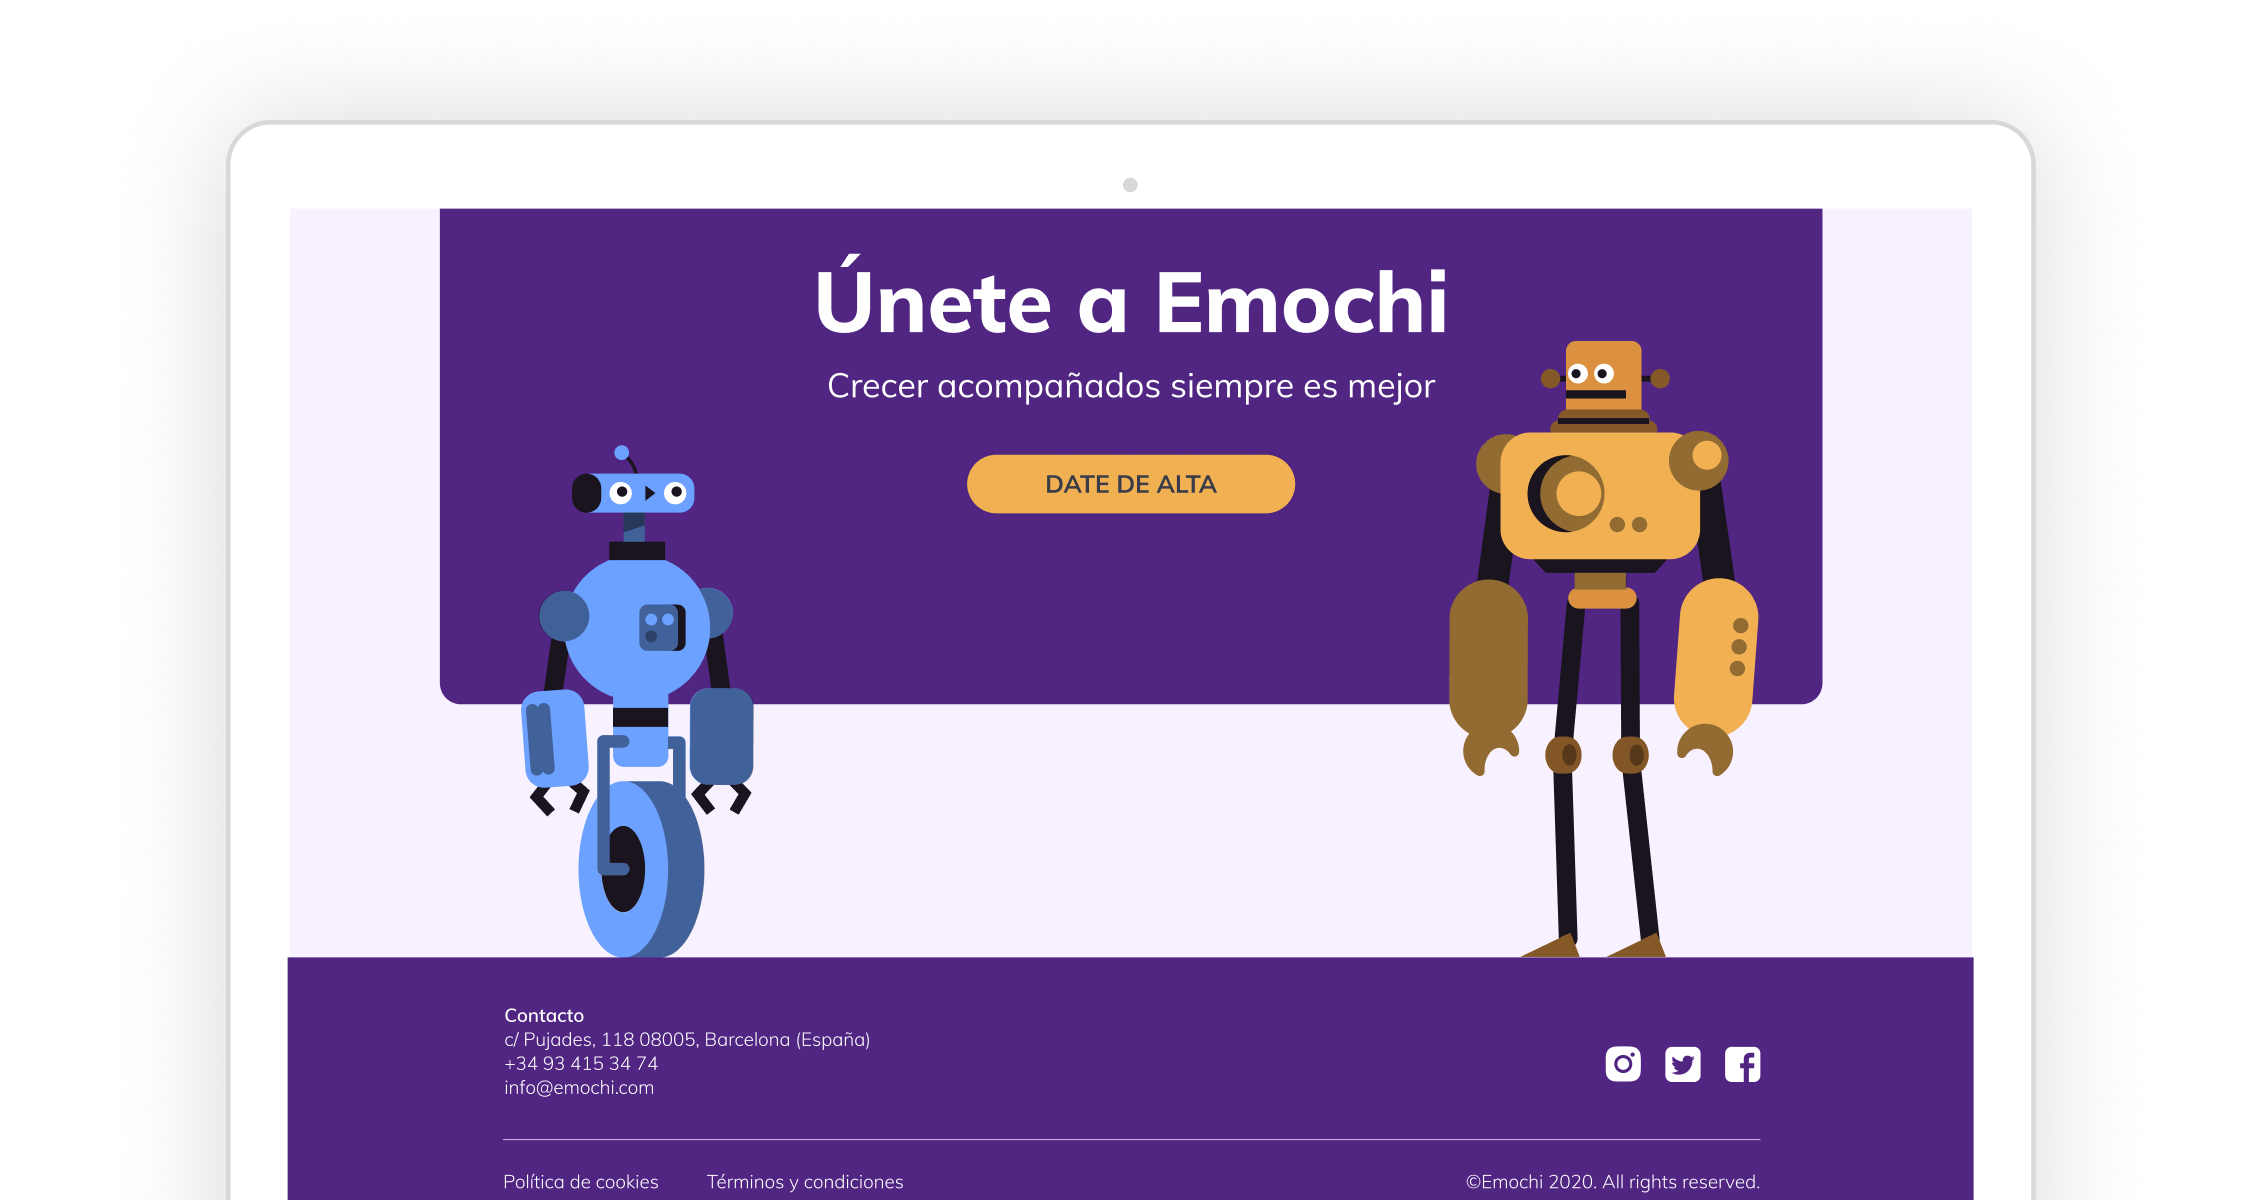 Únete a Emochi
Crecer acompañados siempre es mejor
DATE DE ALTA
Contacto
c/ Pujades, 118 08005, Barcelona (España)
+34 93 415 34 74
info@emochi.com
Política de cookies
Términos y condiciones
©Emochi 2020. All rights reserved.